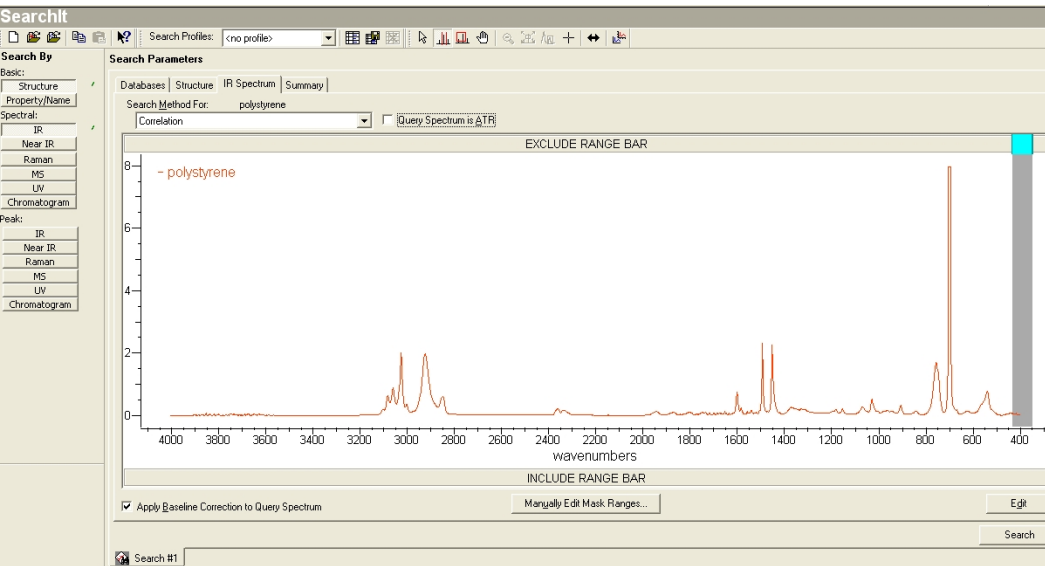 SearchIt
Search Profiles: <no profile>
Search By
Basic:
Structure
Property/Name
Spectral:
IR
Near IR
Raman
MS
UV
Chromatogram
Peak:
IR
Near IR
Raman
MS
UV
Chromatogram
Search Parameters
Databases Structure IR Spectrum Summary
Search Method For: polystyrene
Correlation Query Spectrum is ATR
EXCLUDE RANGE BAR
- polystyrene
8
6
4
2
0
4000 3800 3600 3400 3200 3000 2800 2600 2400 2200 2000 1800 1600 1400 1200 1000 800 600 400
wavenumbers
INCLUDE RANGE BAR
Apply Baseline Correction to Query Spectrum Manually Edit Mask Ranges... Edit
Search
Search #1